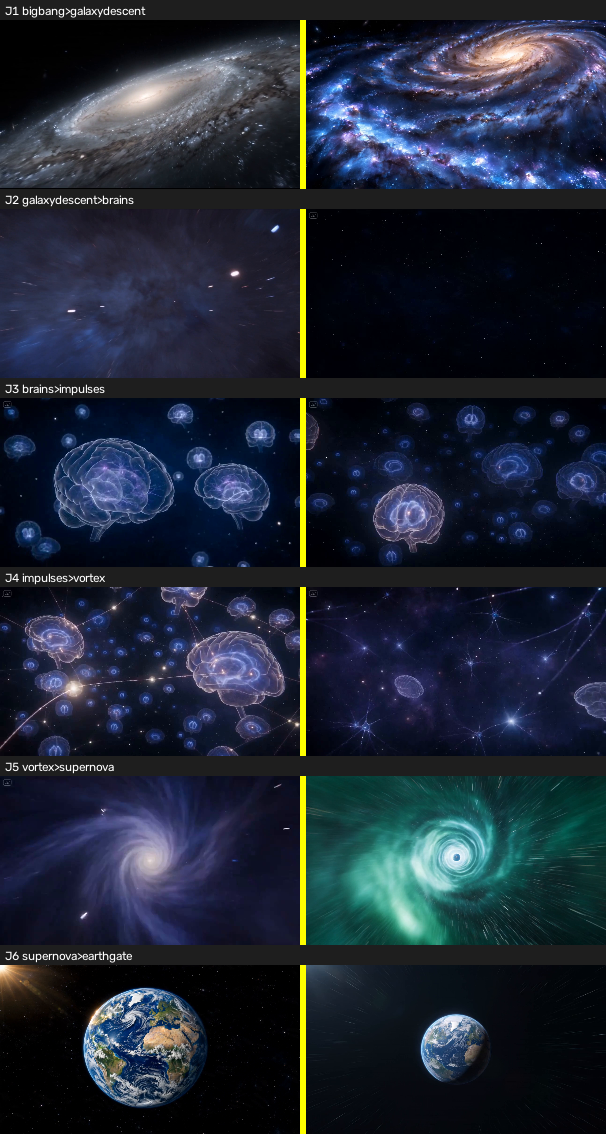 J1 bigbang>galaxydescent
J2 galaxydescent>brains
J3 brains>impulses
J4 impulses>vortex
J5 vortex>supernova
J6 supernova>earthgate